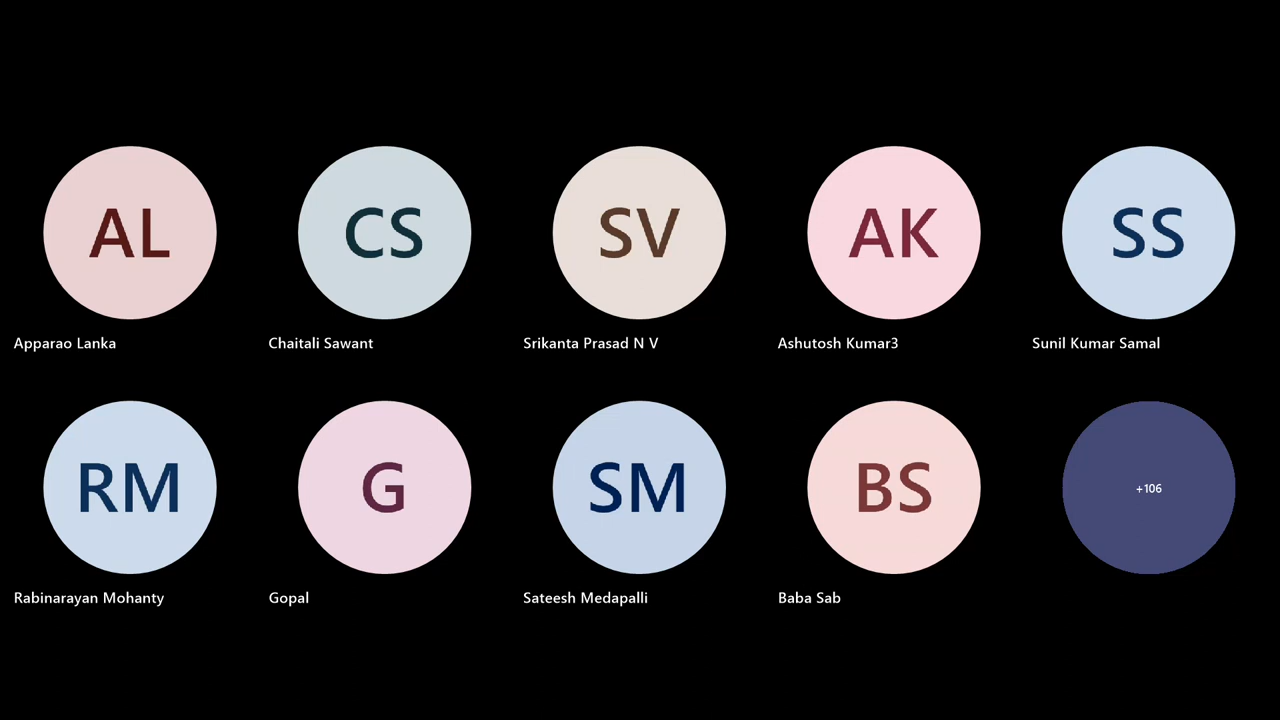 AL
CS
SV
AK
SS
Apparao Lanka
Chaitali Sawant
Srikanta Prasad N V
Ashutosh Kumar3
Sunil Kumar Samal
RM
G
SM
BS
+106
Rabinarayan Mohanty
Gopal
Sateesh Medapalli
Baba Sab